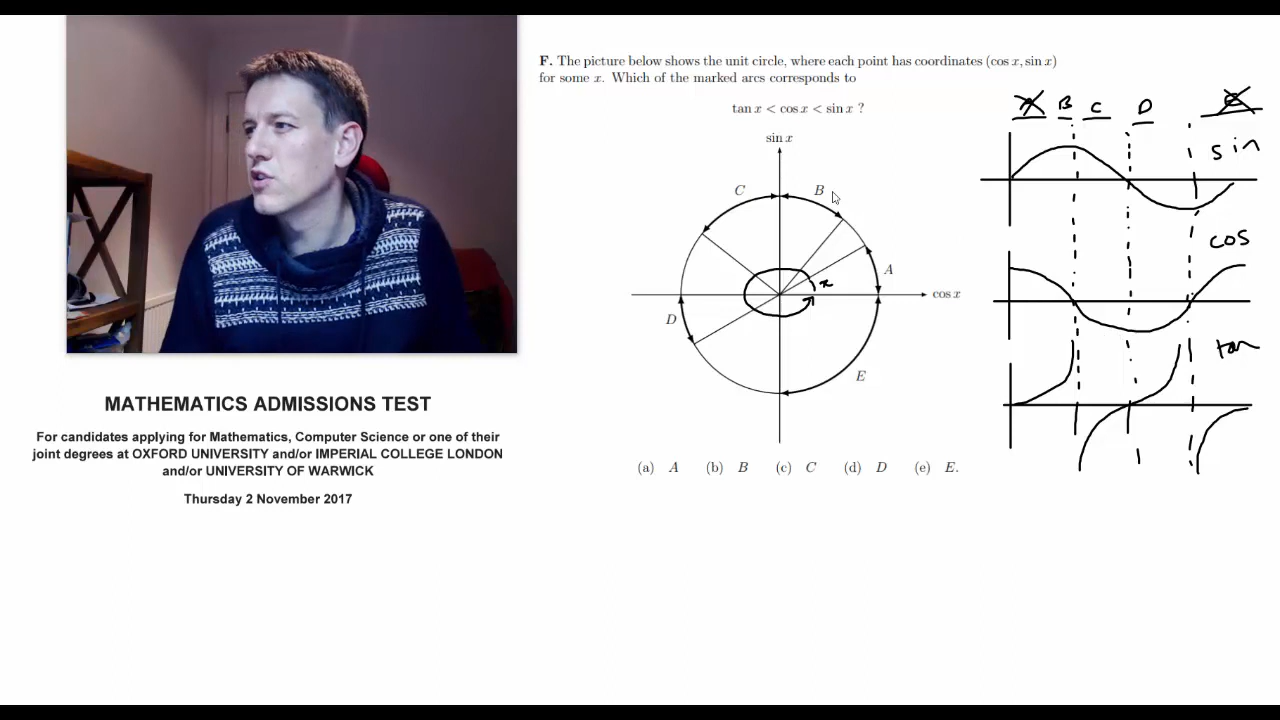 F. The picture below shows the unit circle, where each point has coordinates (cos x, sin x)
for some x. Which of the marked arcs corresponds to
tan x < cos x < sin x ?
sin x
C
B
A
x
cos x
D
E
(a) A (b) B (c) C (d) D (e) E.
A B C D E
sin
cos
tan
MATHEMATICS ADMISSIONS TEST
For candidates applying for Mathematics, Computer Science or one of their
joint degrees at OXFORD UNIVERSITY and/or IMPERIAL COLLEGE LONDON
and/or UNIVERSITY OF WARWICK
Thursday 2 November 2017